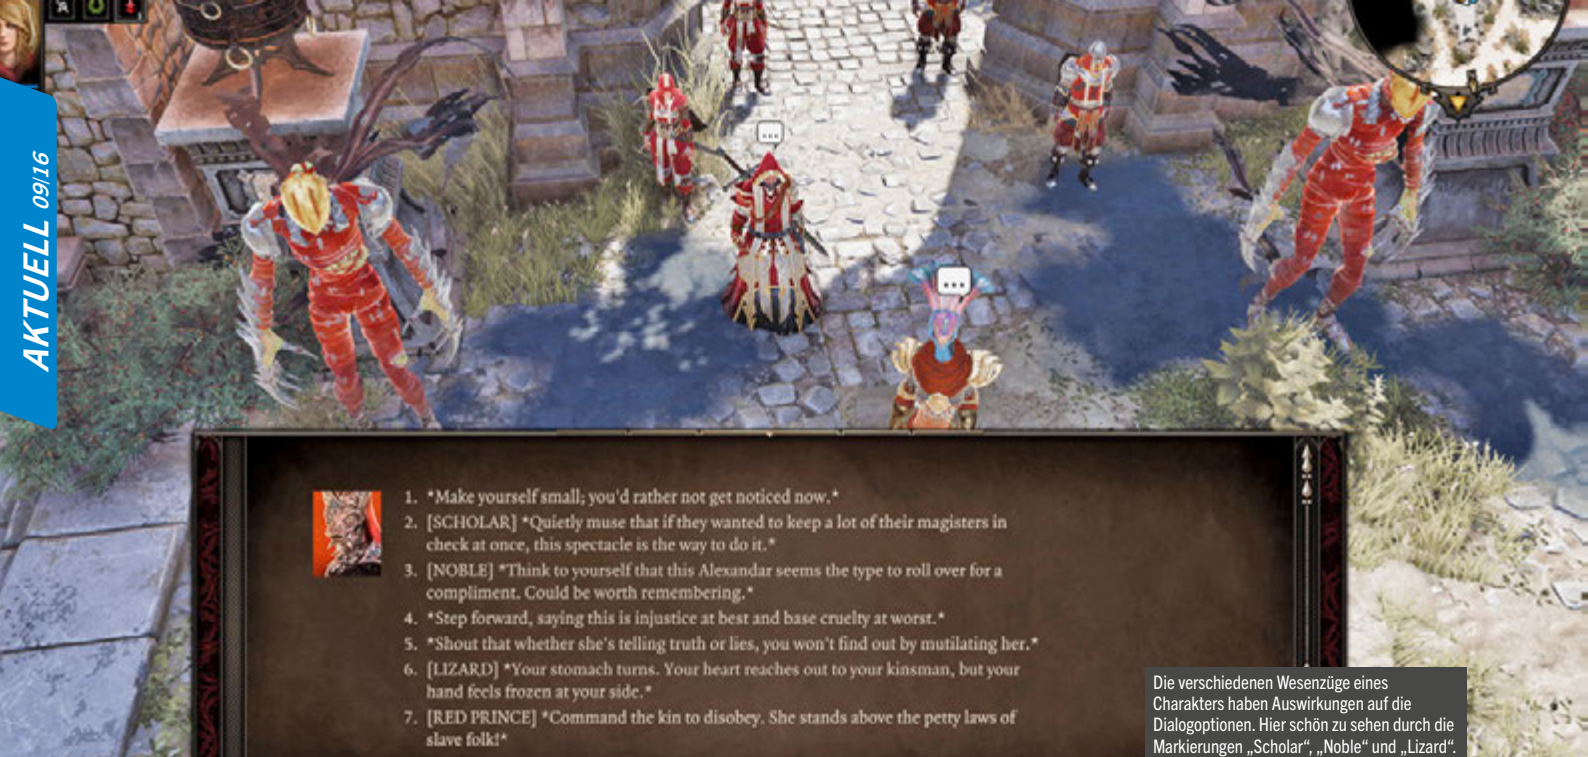 AKTUELL 09|16
...
...
1. *Make yourself small; you'd rather not get noticed now.*
2. [SCHOLAR] *Quietly muse that if they wanted to keep a lot of their magisters in
check at once, this spectacle is the way to do it.*
3. [NOBLE] *Think to yourself that this Alexandar seems the type to roll over for a
compliment. Could be worth remembering.*
4. *Step forward, saying this is injustice at best and base cruelty at worst.*
5. *Shout that whether she's telling truth or lies, you won't find out by mutilating her.*
6. [LIZARD] *Your stomach turns. Your heart reaches out to your kinsman, but your
hand feels frozen at your side.*
7. [RED PRINCE] *Command the kin to disobey. She stands above the petty laws of
slave folk!*
Die verschiedenen Wesenzüge eines
Charakters haben Auswirkungen auf die
Dialogoptionen. Hier schön zu sehen durch die
Markierungen „Scholar“, „Noble“ und „Lizard“.